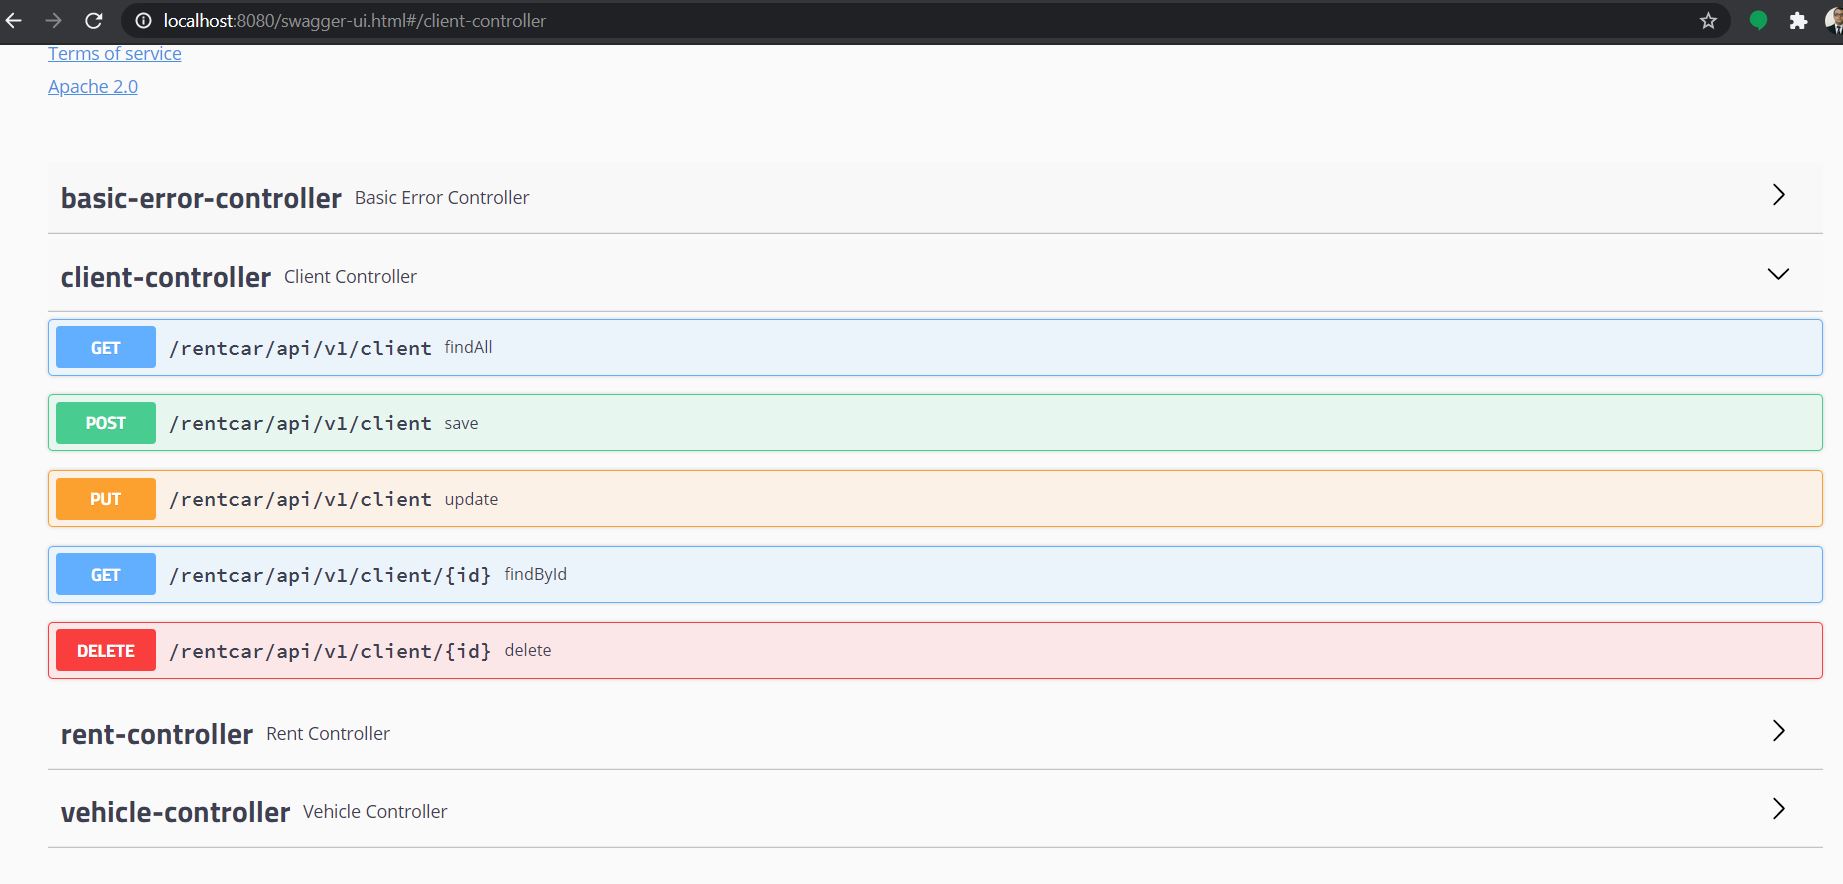 localhost:8080/swagger-ui.html#/client-controller
Terms of service
Apache 2.0
basic-error-controller Basic Error Controller
client-controller Client Controller
GET /rentcar/api/v1/client findAll
POST /rentcar/api/v1/client save
PUT /rentcar/api/v1/client update
GET /rentcar/api/v1/client/{id} findById
DELETE /rentcar/api/v1/client/{id} delete
rent-controller Rent Controller
vehicle-controller Vehicle Controller